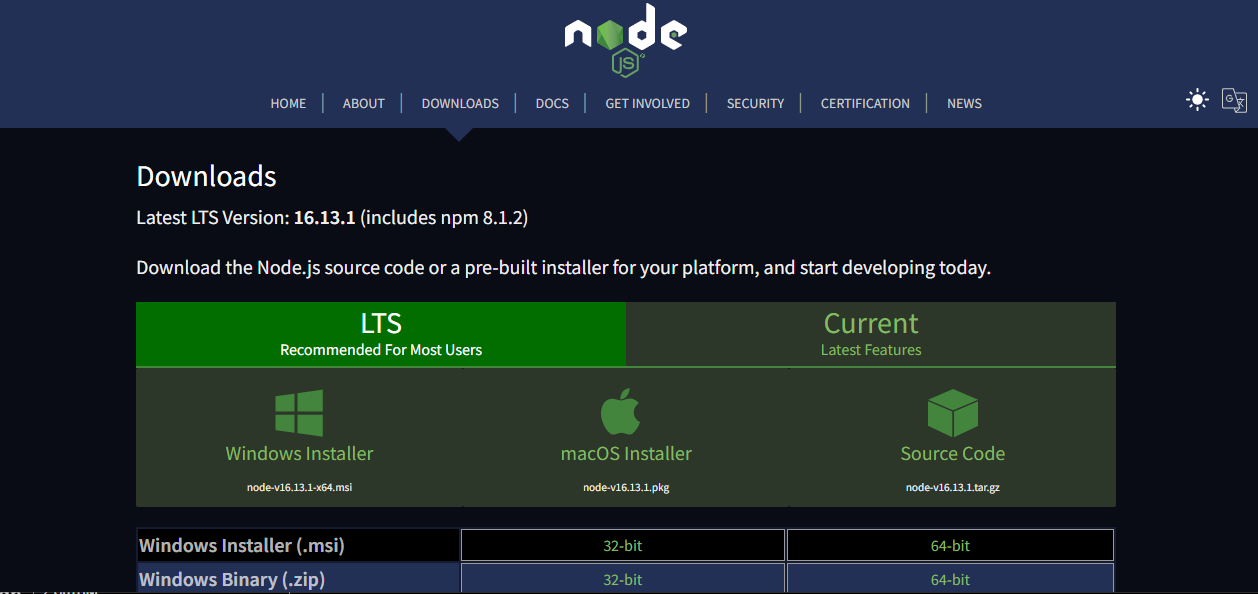 node
JS
HOME ABOUT DOWNLOADS DOCS GET INVOLVED SECURITY CERTIFICATION NEWS
Downloads
Latest LTS Version: 16.13.1 (includes npm 8.1.2)
Download the Node.js source code or a pre-built installer for your platform, and start developing today.
LTS
Recommended For Most Users
Current
Latest Features
Windows Installer
node-v16.13.1-x64.msi
macOS Installer
node-v16.13.1.pkg
Source Code
node-v16.13.1.tar.gz
Windows Installer (.msi) 32-bit 64-bit
Windows Binary (.zip) 32-bit 64-bit